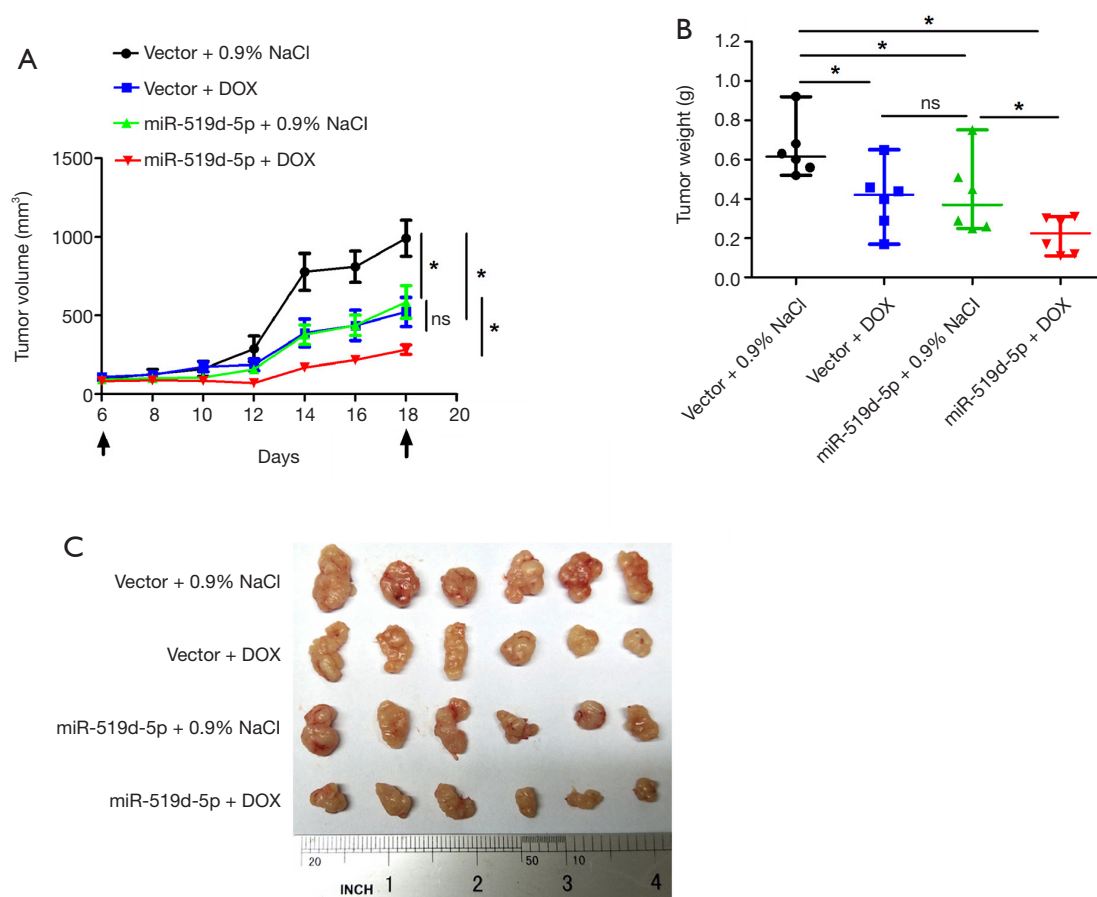 A
Vector + 0.9% NaCl
Vector + DOX
miR-519d-5p + 0.9% NaCl
miR-519d-5p + DOX
Tumor volume (mm³)
1500
1000
500
0
6 8 10 12 14 16 18 20
Days
*
*
ns
*
B
Tumor weight (g)
1.2
1.0
0.8
0.6
0.4
0.2
0.0
*
*
*
ns
*
Vector + 0.9% NaCl
Vector + DOX
miR-519d-5p + 0.9% NaCl
miR-519d-5p + DOX
C
Vector + 0.9% NaCl
Vector + DOX
miR-519d-5p + 0.9% NaCl
miR-519d-5p + DOX
20 50 10
INCH 1 2 3 4